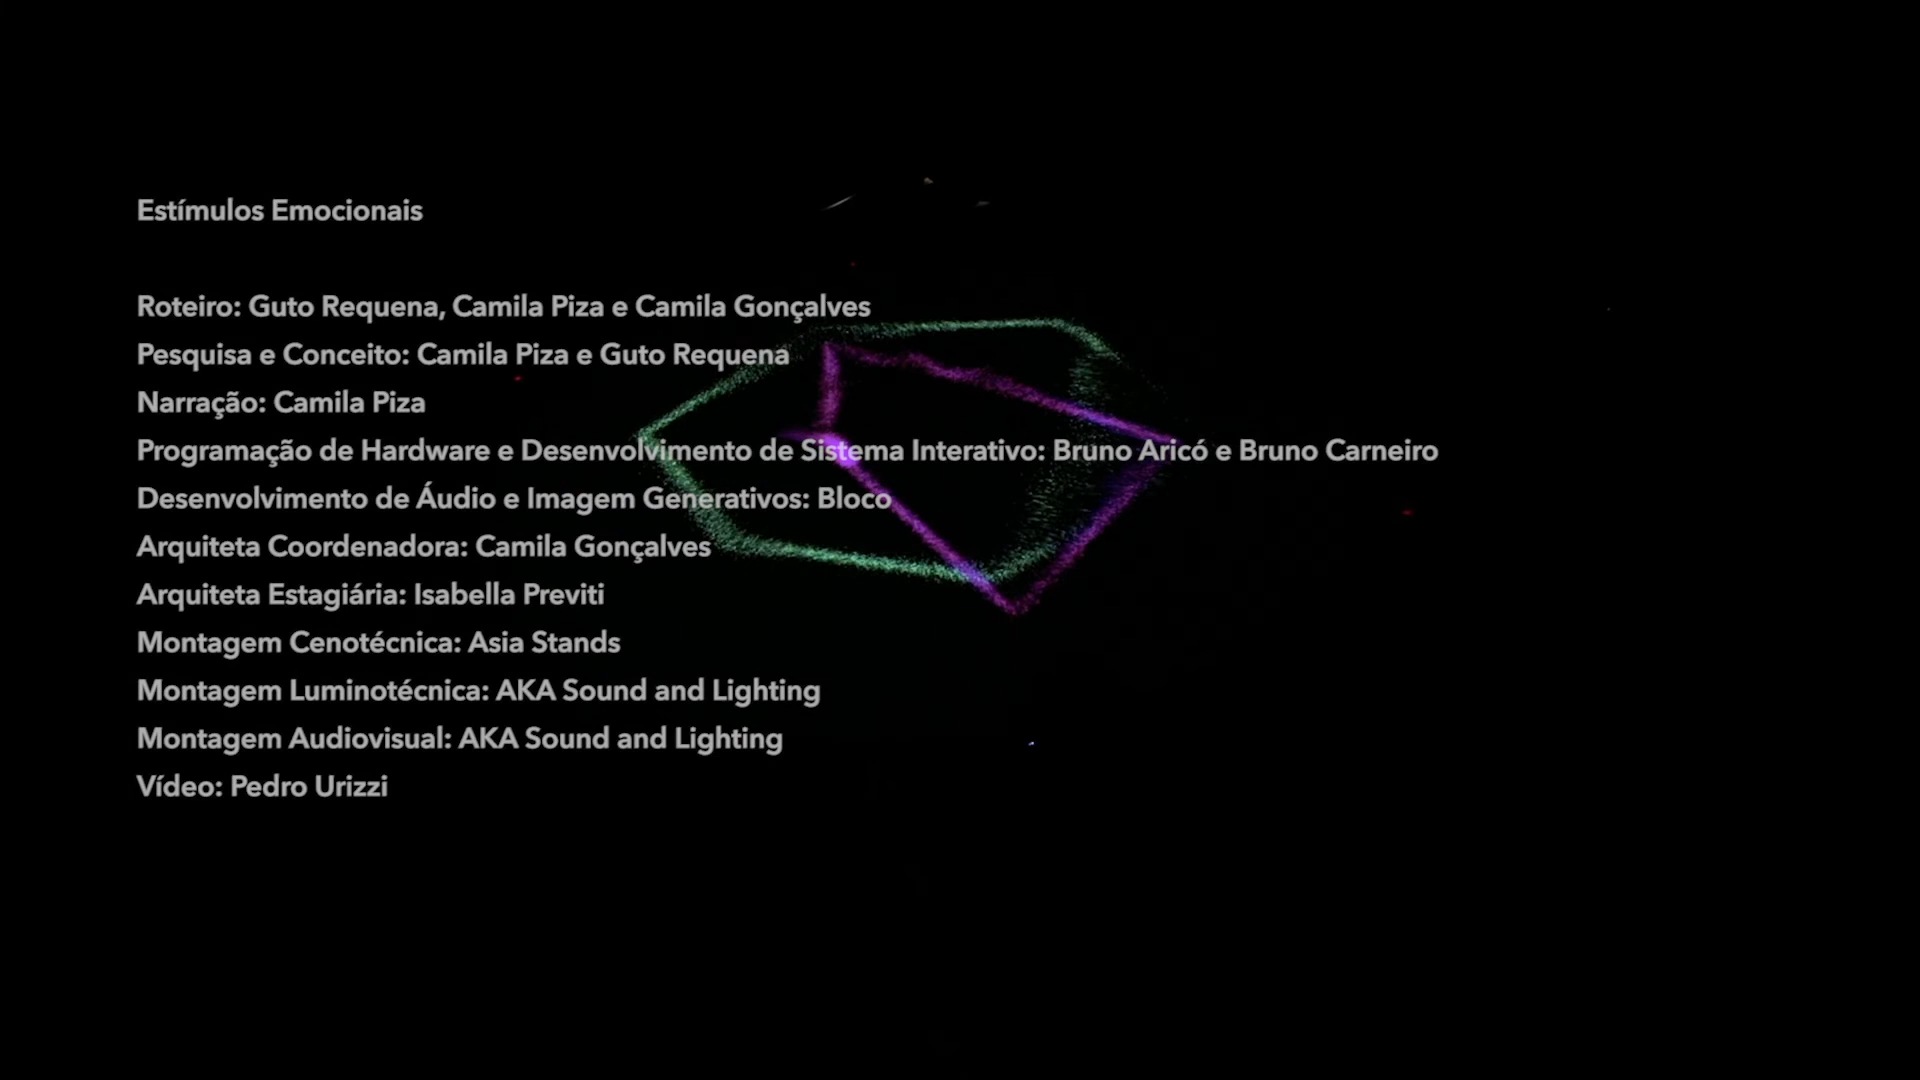 Estímulos Emocionais
Roteiro: Guto Requena, Camila Piza e Camila Gonçalves
Pesquisa e Conceito: Camila Piza e Guto Requena
Narração: Camila Piza
Programação de Hardware e Desenvolvimento de Sistema Interativo: Bruno Aricó e Bruno Carneiro
Desenvolvimento de Áudio e Imagem Generativos: Bloco
Arquiteta Coordenadora: Camila Gonçalves
Arquiteta Estagiária: Isabella Previti
Montagem Cenotécnica: Asia Stands
Montagem Luminotécnica: AKA Sound and Lighting
Montagem Audiovisual: AKA Sound and Lighting
Vídeo: Pedro Urizzi